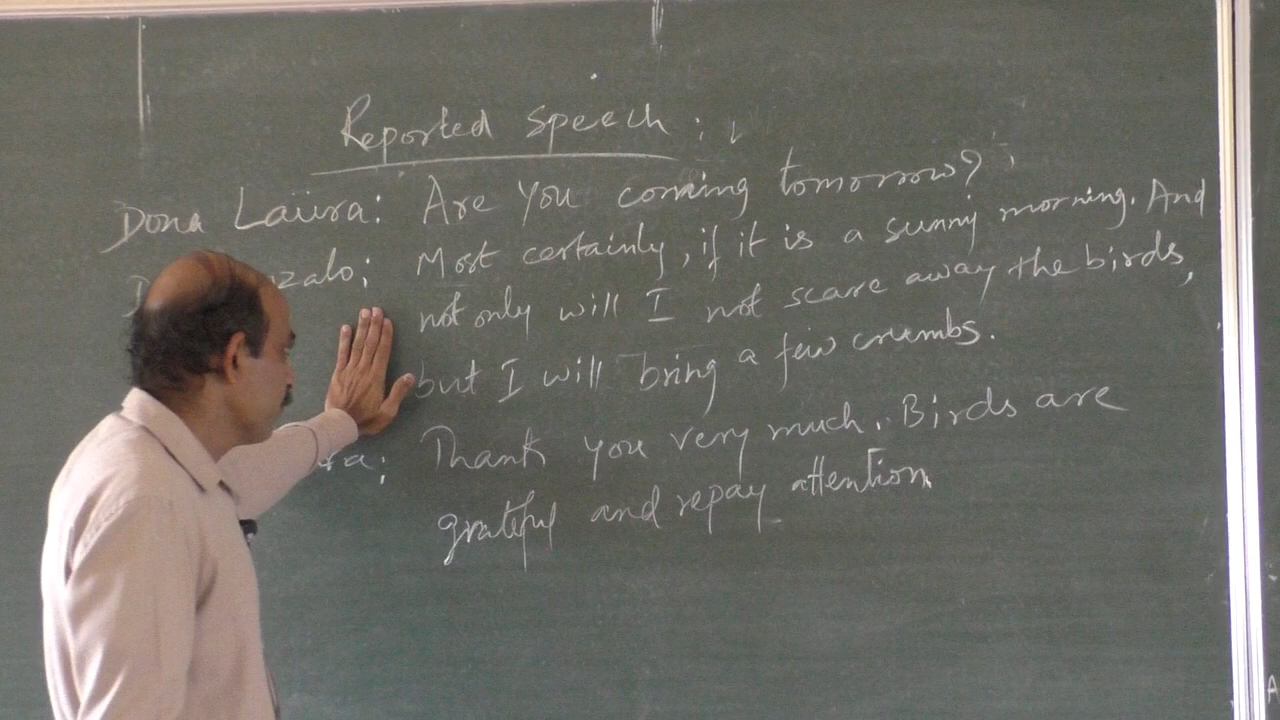 Reported Speech :
Dona Laura: Are you coming tomorrow?
zalo: Most certainly, if it is a sunny morning. And
not only will I not scare away the birds,
but I will bring a few crumbs.
ra: Thank you very much. Birds are
grateful and repay attention.